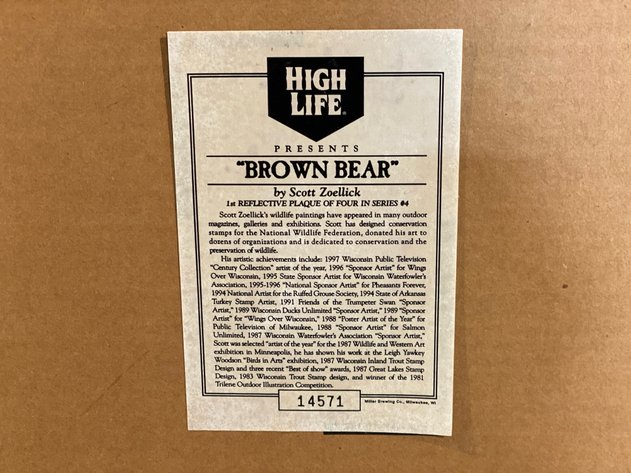 HIGH
LIFE®
PRESENTS
"BROWN BEAR"
by Scott Zoellick
1st REFLECTIVE PLAQUE OF FOUR IN SERIES #4
Scott Zoellick's wildlife paintings have appeared in many outdoor
magazines, galleries and exhibitions. Scott has designed conservation
stamps for the National Wildlife Federation, donated his art to
dozens of organizations and is dedicated to conservation and the
preservation of wildlife.
His artistic achievements include: 1997 Wisconsin Public Television
"Century Collection" artist of the year, 1996 "Sponsor Artist" for Wings
Over Wisconsin, 1995 State Sponsor Artist for Wisconsin Waterfowler's
Association, 1995-1996 "National Sponsor Artist" for Pheasants Forever,
1994 National Artist for the Ruffed Grouse Society, 1994 State of Arkansas
Turkey Stamp Artist, 1991 Friends of the Trumpeter Swan "Sponsor
Artist," 1989 Wisconsin Ducks Unlimited "Sponsor Artist," 1989 "Sponsor
Artist" for "Wings Over Wisconsin," 1988 "Poster Artist of the Year" for
Public Television of Milwaukee, 1988 "Sponsor Artist" for Salmon
Unlimited, 1987 Wisconsin Waterfowler's Association "Sponsor Artist,"
Scott was selected "artist of the year" for the 1987 Wildlife and Western Art
exhibition in Minneapolis, he has shown his work at the Leigh Yawkey
Woodson "Birds in Arts" exhibition, 1987 Wisconsin Inland Trout Stamp
Design and three recent "Best of show" awards, 1987 Great Lakes Stamp
Design, 1983 Wisconsin Trout Stamp design, and winner of the 1981
Trilene Outdoor Illustration Competition.
14571
Miller Brewing Co., Milwaukee, WI